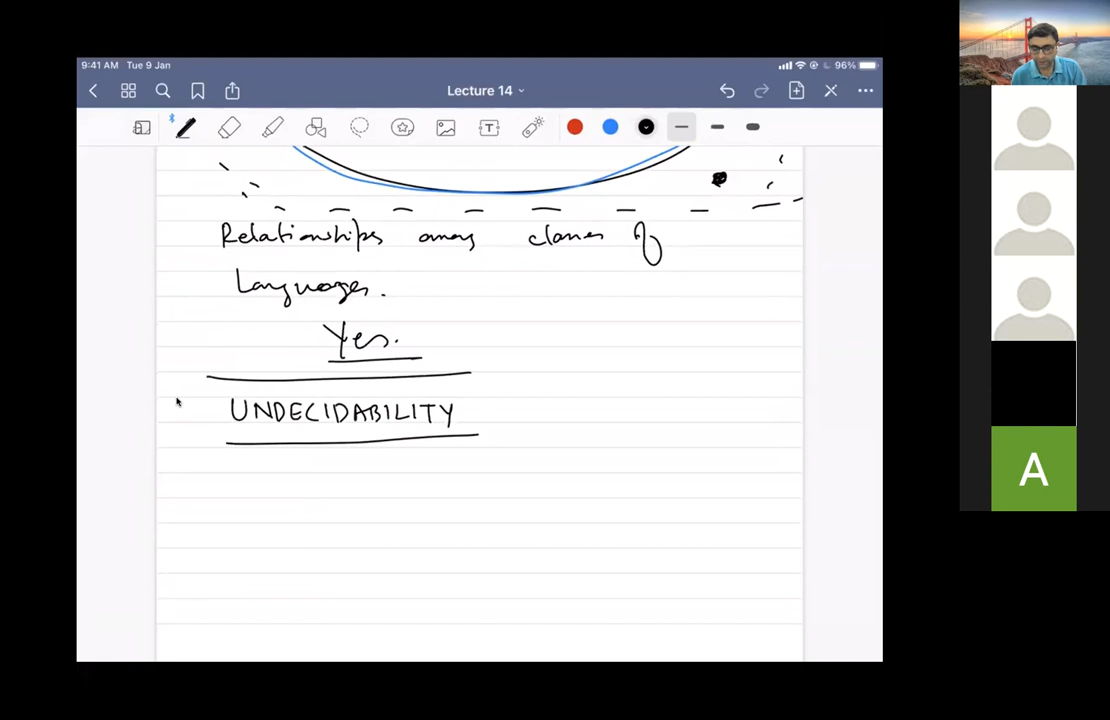 9:41 AM Tue 9 Jan
96%
Lecture 14
T
Relationships among classes of
Languages.
Yes.
UNDECIDABILITY
A